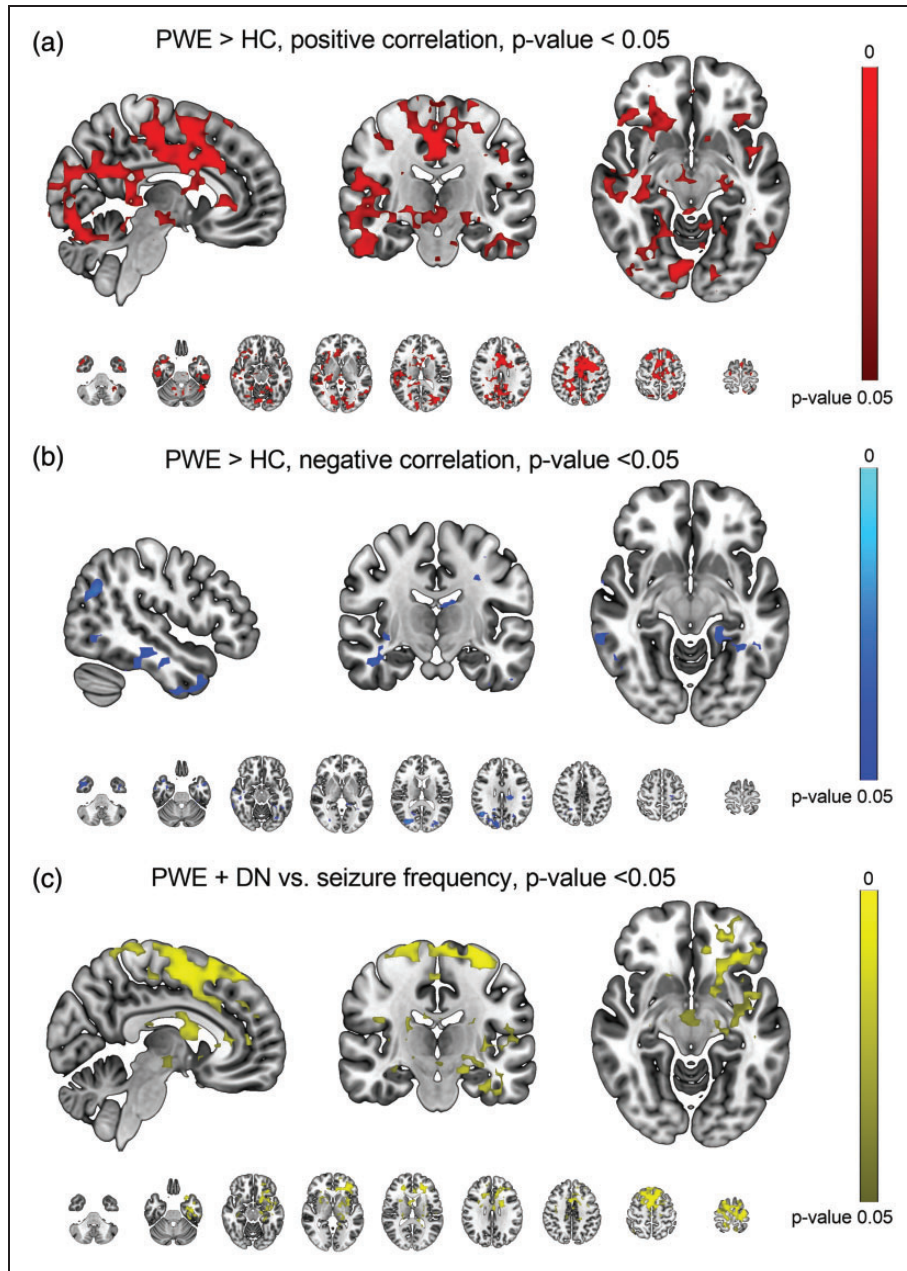 (a)
PWE > HC, positive correlation, p-value < 0.05
0
p-value 0.05
(b)
PWE > HC, negative correlation, p-value <0.05
0
p-value 0.05
(c)
PWE + DN vs. seizure frequency, p-value <0.05
0
p-value 0.05